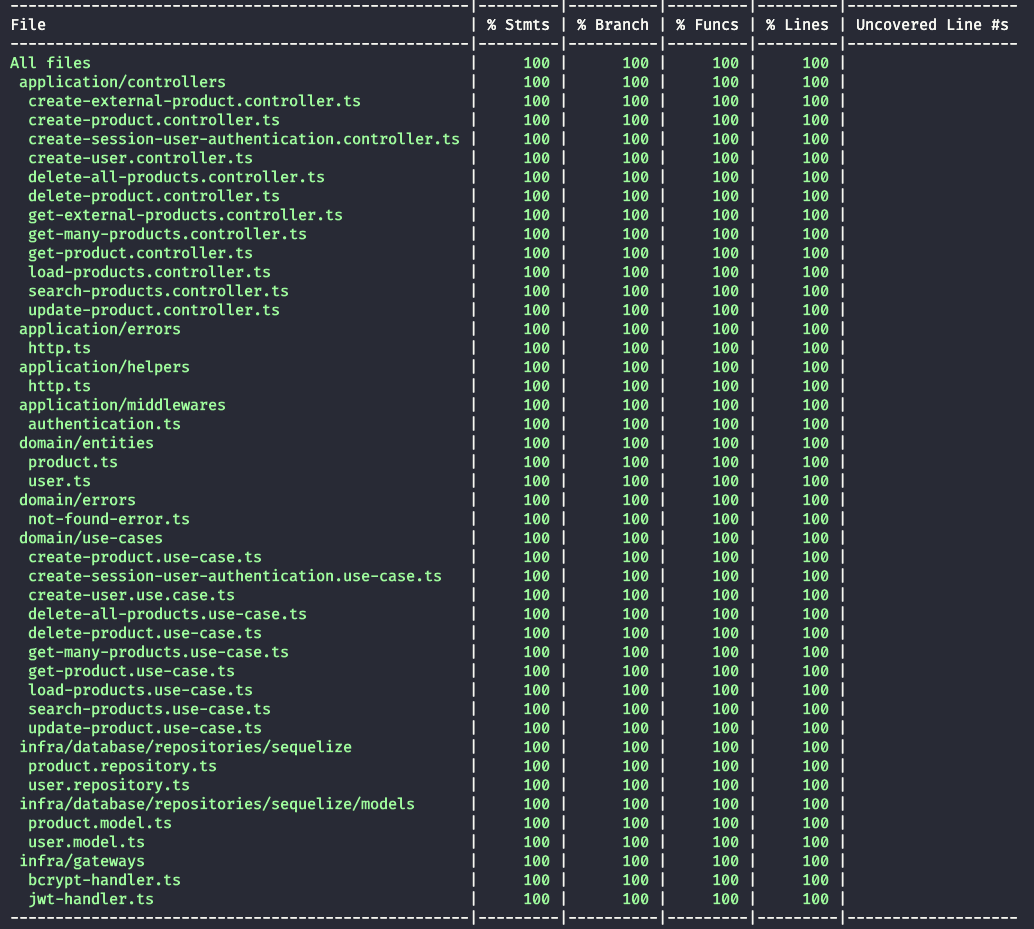 -----------------------------------------------------|---------|----------|---------|---------|-------------------
File                                                 | % Stmts | % Branch | % Funcs | % Lines | Uncovered Line #s
-----------------------------------------------------|---------|----------|---------|---------|-------------------
All files                                            |     100 |      100 |     100 |     100 |
 application/controllers                             |     100 |      100 |     100 |     100 |
  create-external-product.controller.ts              |     100 |      100 |     100 |     100 |
  create-product.controller.ts                       |     100 |      100 |     100 |     100 |
  create-session-user-authentication.controller.ts   |     100 |      100 |     100 |     100 |
  create-user.controller.ts                          |     100 |      100 |     100 |     100 |
  delete-all-products.controller.ts                  |     100 |      100 |     100 |     100 |
  delete-product.controller.ts                       |     100 |      100 |     100 |     100 |
  get-external-products.controller.ts                |     100 |      100 |     100 |     100 |
  get-many-products.controller.ts                    |     100 |      100 |     100 |     100 |
  get-product.controller.ts                          |     100 |      100 |     100 |     100 |
  load-products.controller.ts                        |     100 |      100 |     100 |     100 |
  search-products.controller.ts                      |     100 |      100 |     100 |     100 |
  update-product.controller.ts                       |     100 |      100 |     100 |     100 |
 application/errors                                  |     100 |      100 |     100 |     100 |
  http.ts                                            |     100 |      100 |     100 |     100 |
 application/helpers                                 |     100 |      100 |     100 |     100 |
  http.ts                                            |     100 |      100 |     100 |     100 |
 application/middlewares                             |     100 |      100 |     100 |     100 |
  authentication.ts                                  |     100 |      100 |     100 |     100 |
 domain/entities                                     |     100 |      100 |     100 |     100 |
  product.ts                                         |     100 |      100 |     100 |     100 |
  user.ts                                            |     100 |      100 |     100 |     100 |
 domain/errors                                       |     100 |      100 |     100 |     100 |
  not-found-error.ts                                 |     100 |      100 |     100 |     100 |
 domain/use-cases                                    |     100 |      100 |     100 |     100 |
  create-product.use-case.ts                         |     100 |      100 |     100 |     100 |
  create-session-user-authentication.use-case.ts     |     100 |      100 |     100 |     100 |
  create-user.use.case.ts                            |     100 |      100 |     100 |     100 |
  delete-all-products.use-case.ts                    |     100 |      100 |     100 |     100 |
  delete-product.use-case.ts                         |     100 |      100 |     100 |     100 |
  get-many-products.use-case.ts                      |     100 |      100 |     100 |     100 |
  get-product.use-case.ts                            |     100 |      100 |     100 |     100 |
  load-products.use-case.ts                          |     100 |      100 |     100 |     100 |
  search-products.use-case.ts                        |     100 |      100 |     100 |     100 |
  update-product.use-case.ts                         |     100 |      100 |     100 |     100 |
 infra/database/repositories/sequelize               |     100 |      100 |     100 |     100 |
  product.repository.ts                              |     100 |      100 |     100 |     100 |
  user.repository.ts                                 |     100 |      100 |     100 |     100 |
 infra/database/repositories/sequelize/models        |     100 |      100 |     100 |     100 |
  product.model.ts                                   |     100 |      100 |     100 |     100 |
  user.model.ts                                      |     100 |      100 |     100 |     100 |
 infra/gateways                                      |     100 |      100 |     100 |     100 |
  bcrypt-handler.ts                                  |     100 |      100 |     100 |     100 |
  jwt-handler.ts                                     |     100 |      100 |     100 |     100 |
-----------------------------------------------------|---------|----------|---------|---------|-------------------